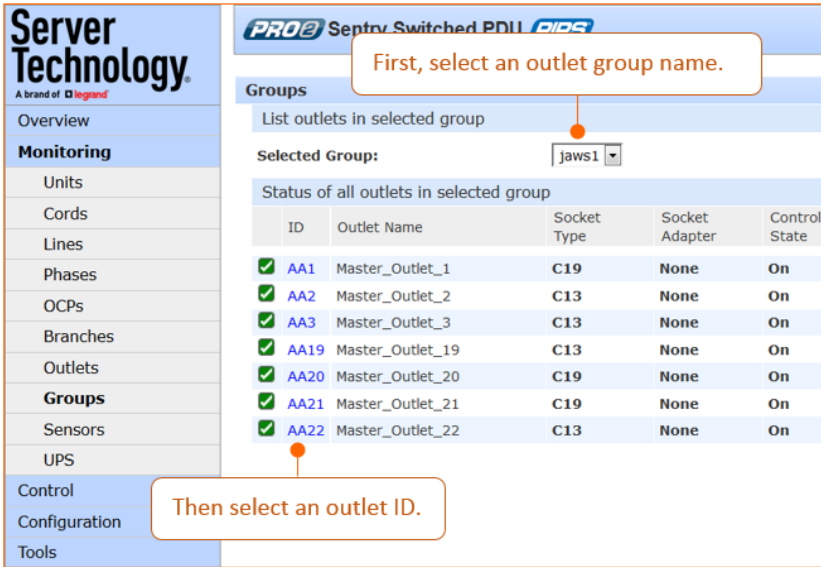 Server
Technology.
A brand of legrand
PRO2 Sentry Switched PDU PIPS
First, select an outlet group name.
Groups
List outlets in selected group
Selected Group: jaws1
Status of all outlets in selected group
ID Outlet Name Socket Type Socket Adapter Control State
AA1 Master_Outlet_1 C19 None On
AA2 Master_Outlet_2 C13 None On
AA3 Master_Outlet_3 C13 None On
AA19 Master_Outlet_19 C13 None On
AA20 Master_Outlet_20 C19 None On
AA21 Master_Outlet_21 C19 None On
AA22 Master_Outlet_22 C13 None On
Then select an outlet ID.
Overview
Monitoring
Units
Cords
Lines
Phases
OCPs
Branches
Outlets
Groups
Sensors
UPS
Control
Configuration
Tools